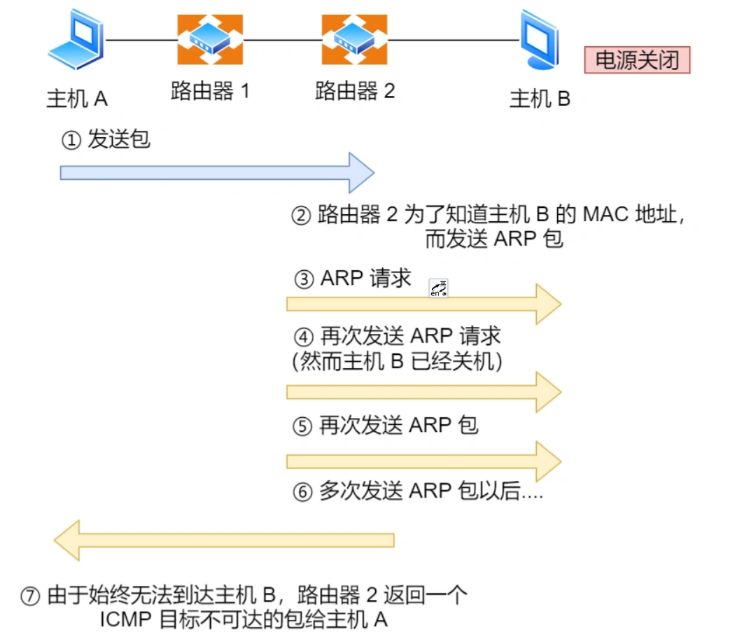 电源关闭
主机 A
路由器 1
路由器 2
主机 B
① 发送包
② 路由器 2 为了知道主机 B 的 MAC 地址，
而发送 ARP 包
③ ARP 请求
④ 再次发送 ARP 请求
（然而主机 B 已经关机）
⑤ 再次发送 ARP 包
⑥ 多次发送 ARP 包以后....
⑦ 由于始终无法到达主机 B，路由器 2 返回一个
ICMP 目标不可达的包给主机 A